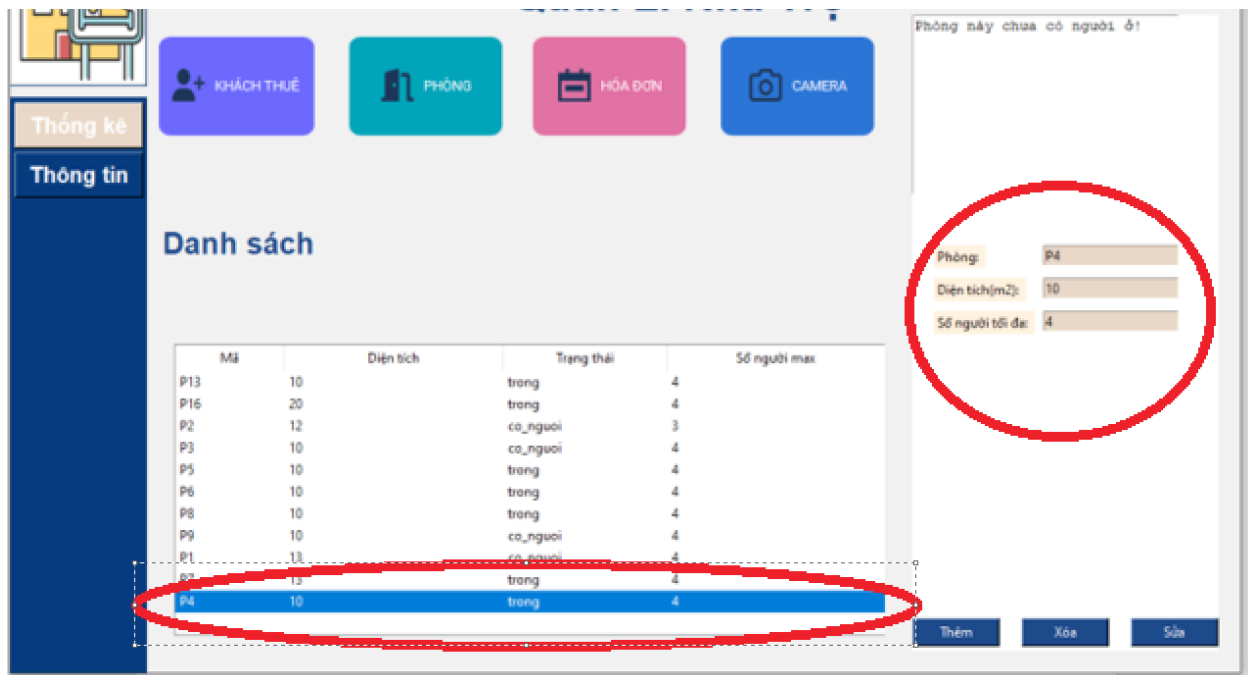 Phòng này chưa có người ở!
KHÁCH THUÊ
PHÒNG
HÓA ĐƠN
CAMERA
Thống kê
Thông tin
Danh sách
Phòng: P4
Diện tích(m2): 10
Số người tối đa: 4
Mã Diện tích Trạng thái Số người max
P13 10 trong 4
P16 20 trong 4
P2 12 co_nguoi 3
P3 10 co_nguoi 4
P5 10 trong 4
P6 10 trong 4
P8 10 trong 4
P9 10 co_nguoi 4
P1 13 co_nguoi 4
P7 13 trong 4
P4 10 trong 4
Thêm Xóa Sửa